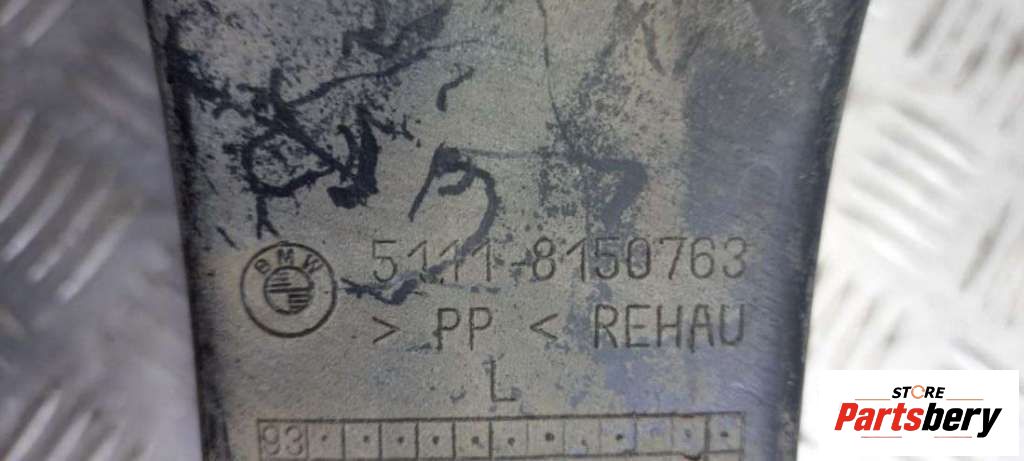 BMW
5111-8150763
> PP < REHAU
L
93
STORE
Partsbery